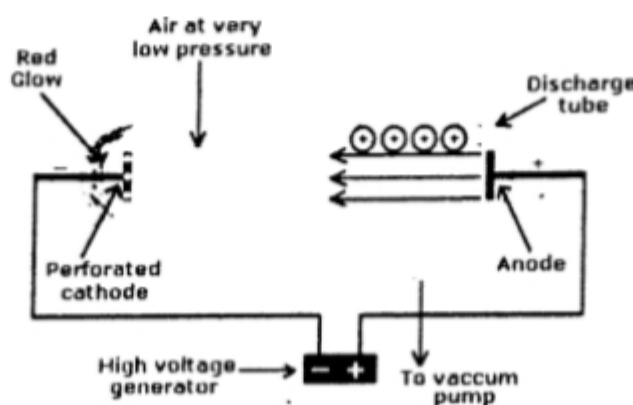 Air at very
low pressure
Red
Glow
Discharge
tube
+ + + +
−
+
Perforated
cathode
Anode
High voltage
generator
− +
To vaccum
pump